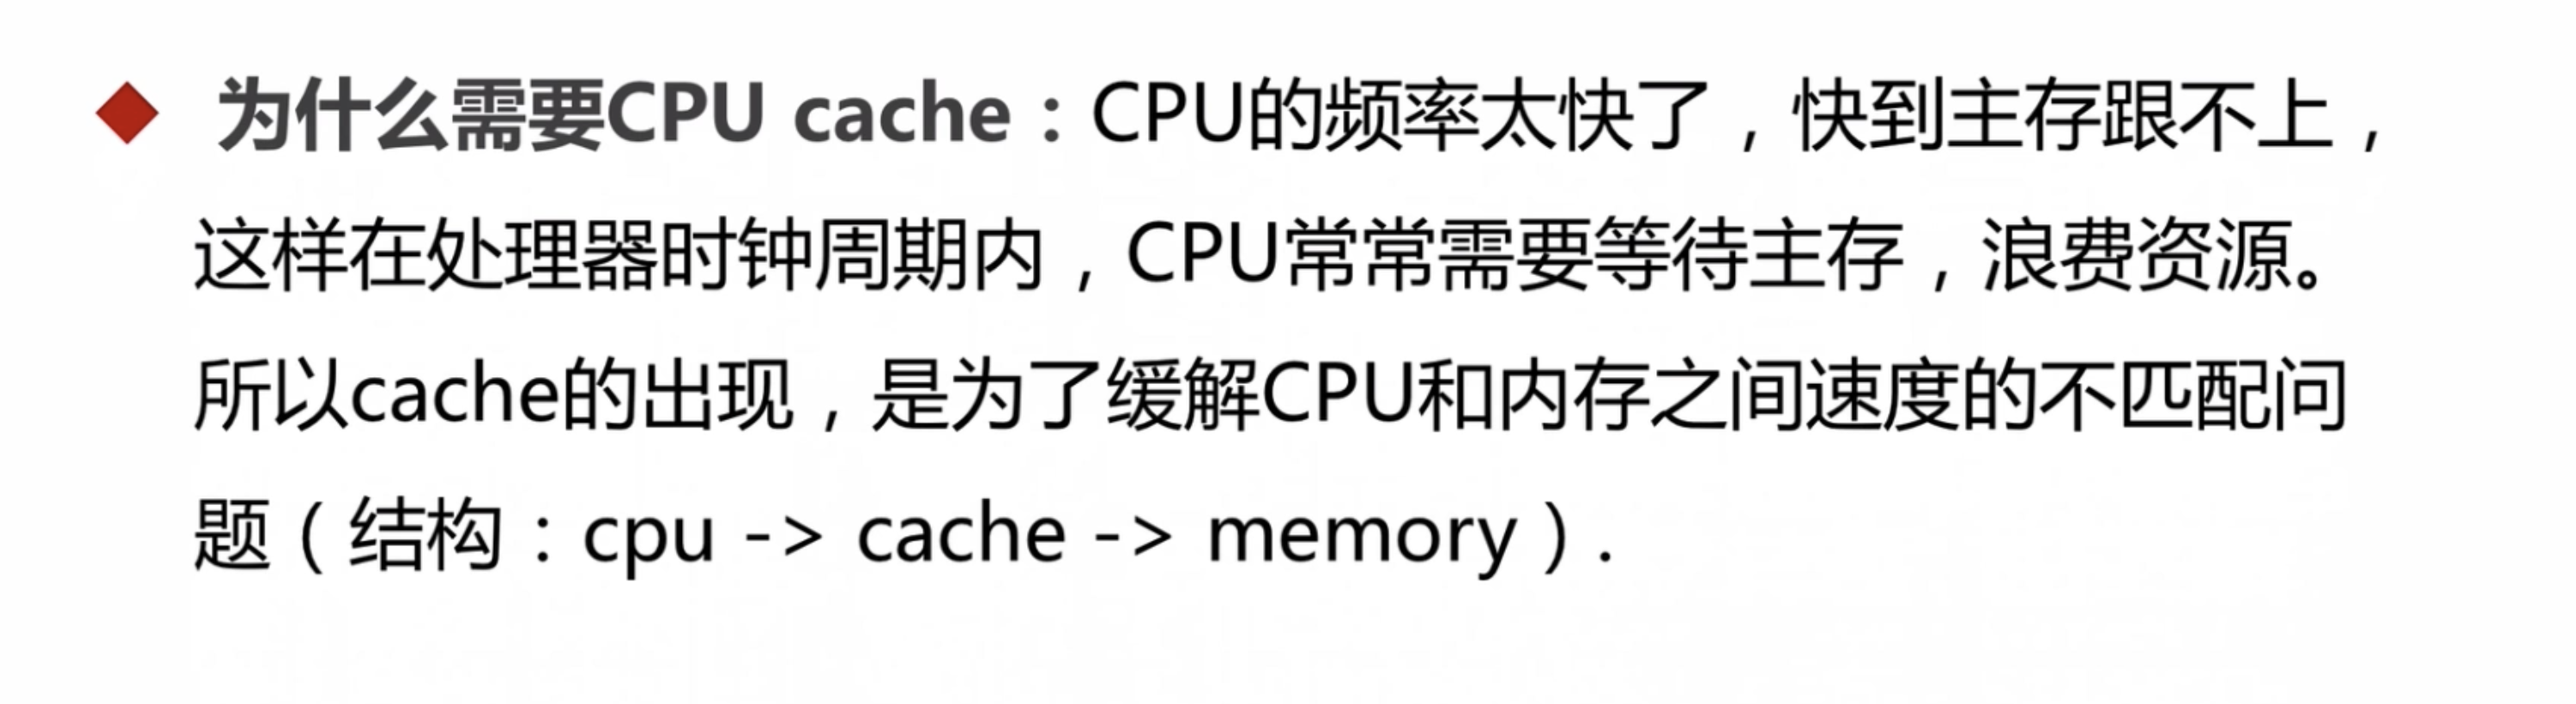 为什么需要CPU cache：CPU的频率太快了，快到主存跟不上，
这样在处理器时钟周期内，CPU常常需要等待主存，浪费资源。
所以cache的出现，是为了缓解CPU和内存之间速度的不匹配问
题（结构：cpu -> cache -> memory）.